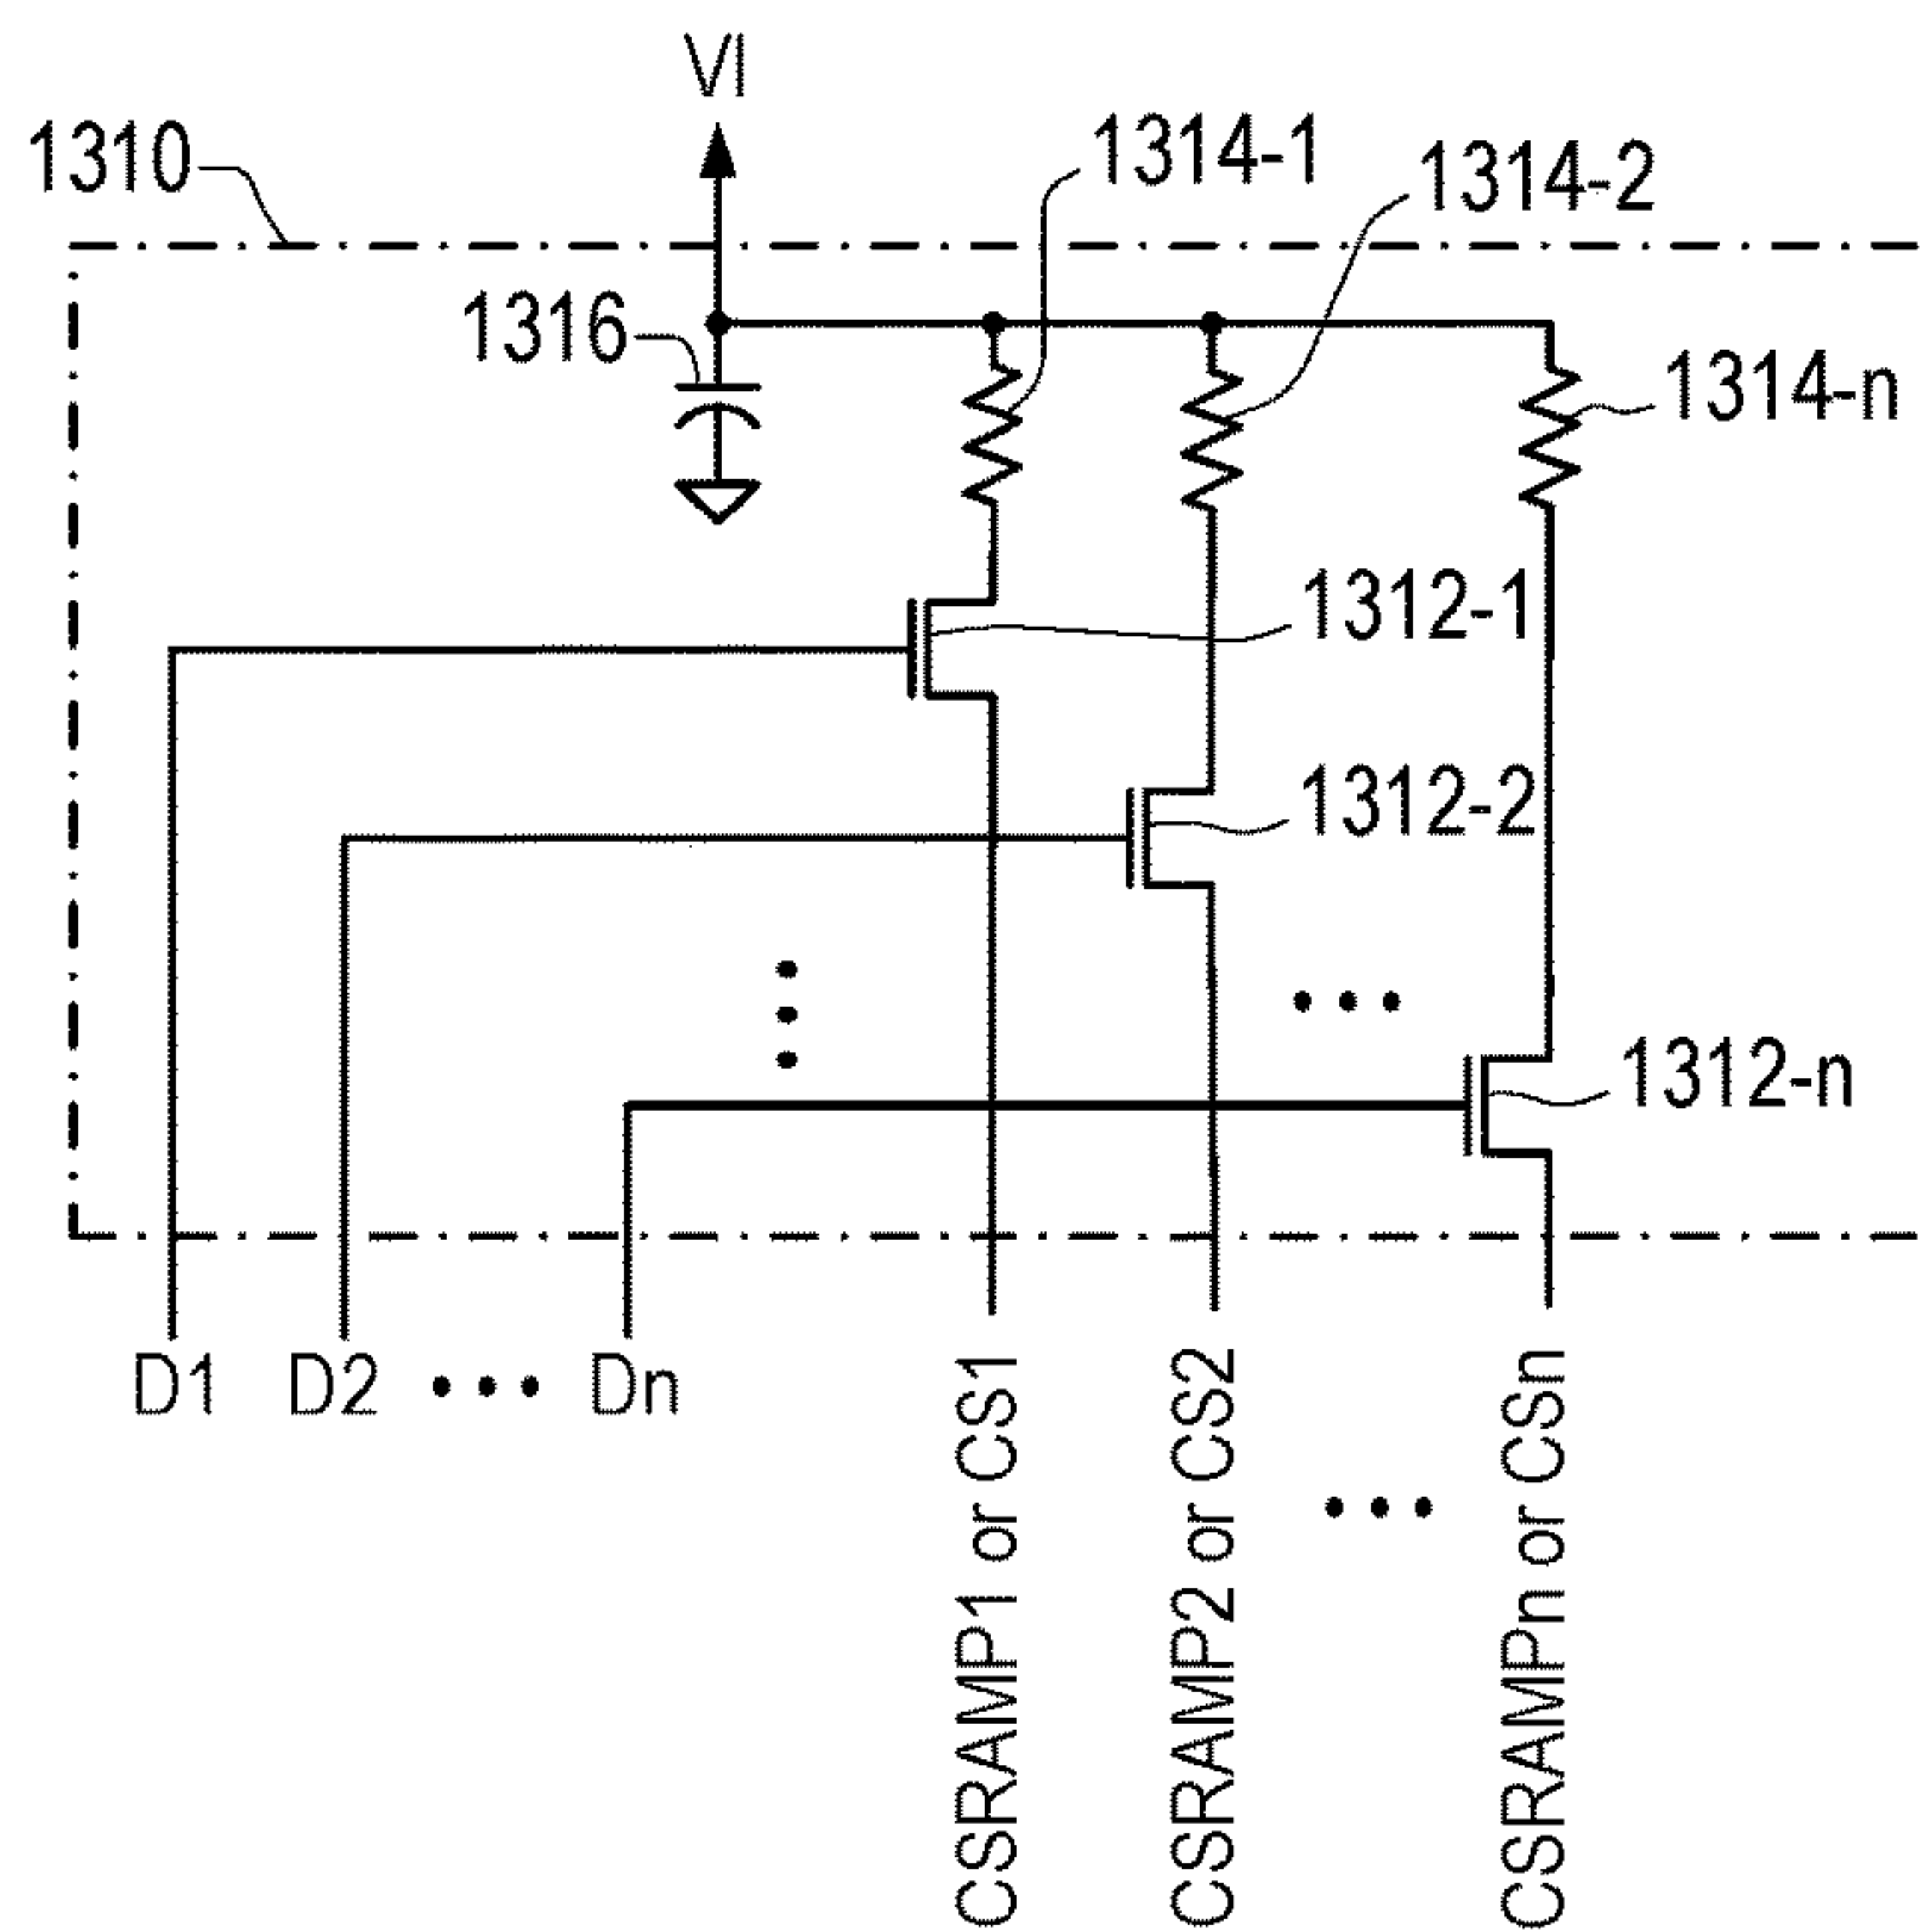 VI
1310
1314-1
1314-2
1316
1314-n
1312-1
1312-2
1312-n
D1 D2 ••• Dn
CSRAMP1 or CS1
CSRAMP2 or CS2
•••
CSRAMPn or CSn